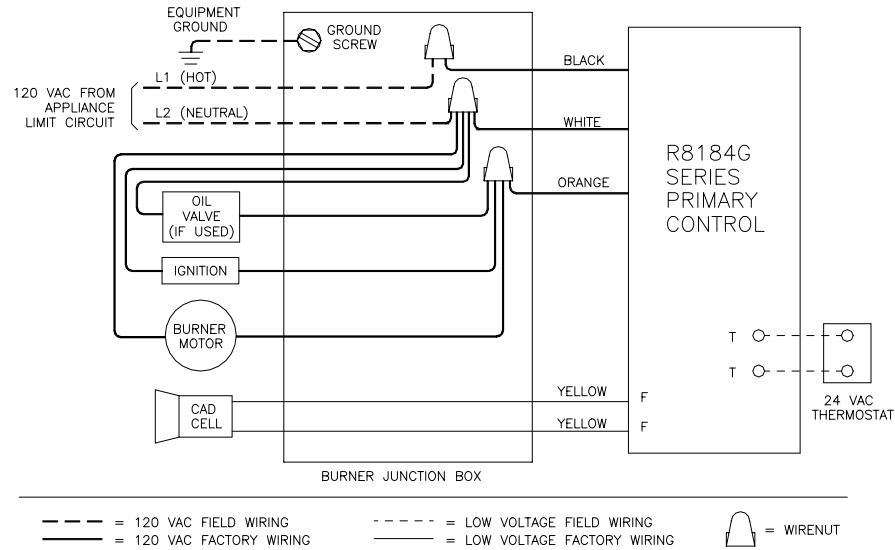 EQUIPMENT
GROUND
GROUND
SCREW
BLACK
L1 (HOT)
120 VAC FROM
APPLIANCE
LIMIT CIRCUIT
L2 (NEUTRAL)
WHITE
R8184G
SERIES
PRIMARY
CONTROL
ORANGE
OIL
VALVE
(IF USED)
IGNITION
BURNER
MOTOR
T
T
24 VAC
THERMOSTAT
YELLOW
F
CAD
CELL
YELLOW
F
BURNER JUNCTION BOX
= 120 VAC FIELD WIRING
= 120 VAC FACTORY WIRING
= LOW VOLTAGE FIELD WIRING
= LOW VOLTAGE FACTORY WIRING
= WIRENUT